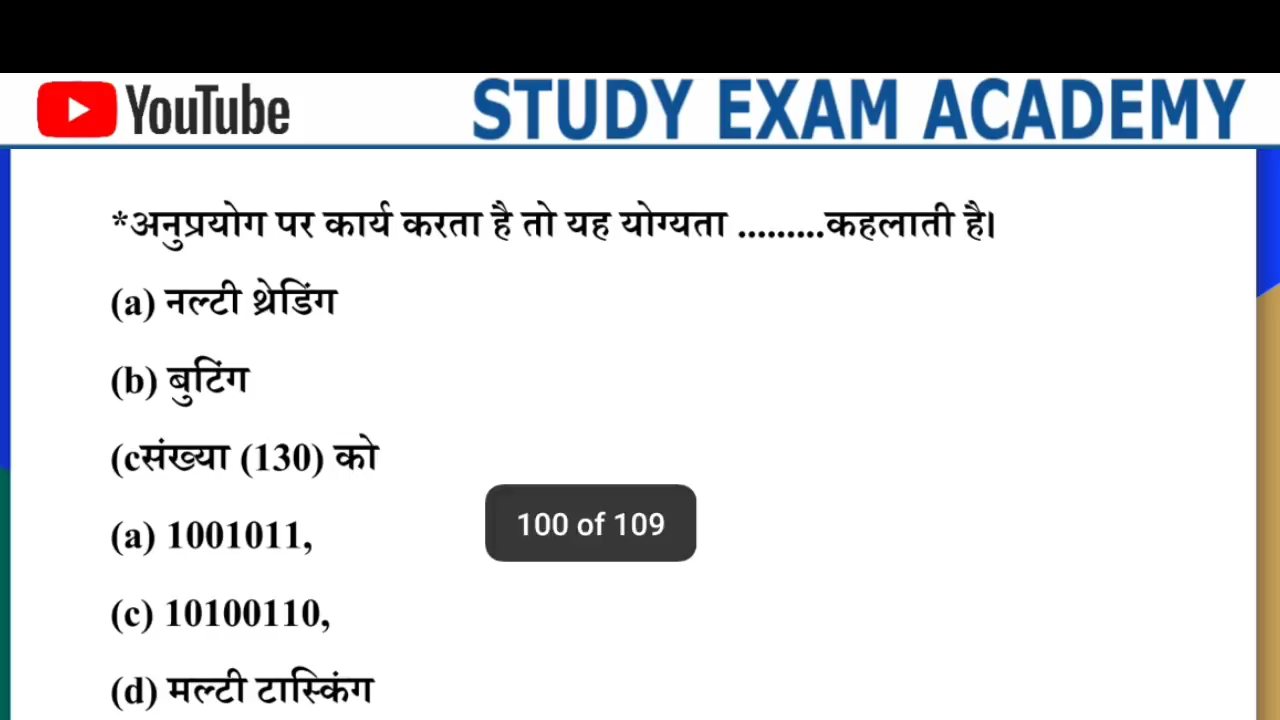 YouTube STUDY EXAM ACADEMY
*अनुप्रयोग पर कार्य करता है तो यह योग्यता .........कहलाती है।
(a) नल्टी थ्रेडिंग
(b) बुटिंग
(cसंख्या (130) को
100 of 109
(a) 1001011,
(c) 10100110,
(d) मल्टी टास्किंग